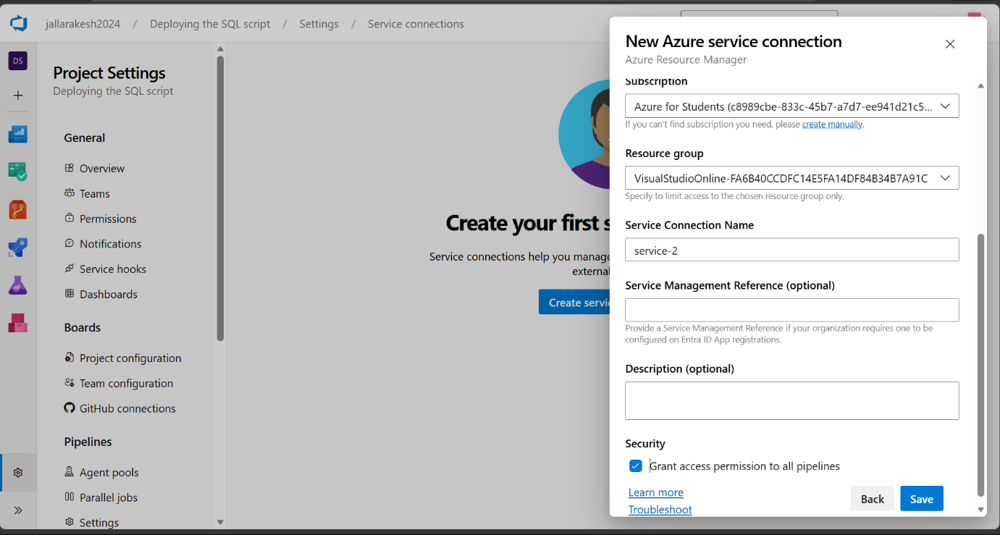 jallarakesh2024 / Deploying the SQL script / Settings / Service connections
DS
Project Settings
Deploying the SQL script
General
Overview
Teams
Permissions
Notifications
Service hooks
Dashboards
Boards
Project configuration
Team configuration
GitHub connections
Pipelines
Agent pools
Parallel jobs
Settings
Create your first s
Service connections help you manage
external
Create servi
New Azure service connection
Azure Resource Manager
Subscription
Azure for Students (c8989cbe-833c-45b7-a7d7-ee941d21c5...
If you can't find subscription you need, please create manually.
Resource group
VisualStudioOnline-FA6B40CCDFC14E5FA14DF84B34B7A91C
Specify to limit access to the chosen resource group only.
Service Connection Name
service-2
Service Management Reference (optional)
Provide a Service Management Reference if your organization requires one to be
configured on Entra ID App registrations.
Description (optional)
Security
Grant access permission to all pipelines
Learn more
Troubleshoot
Back
Save